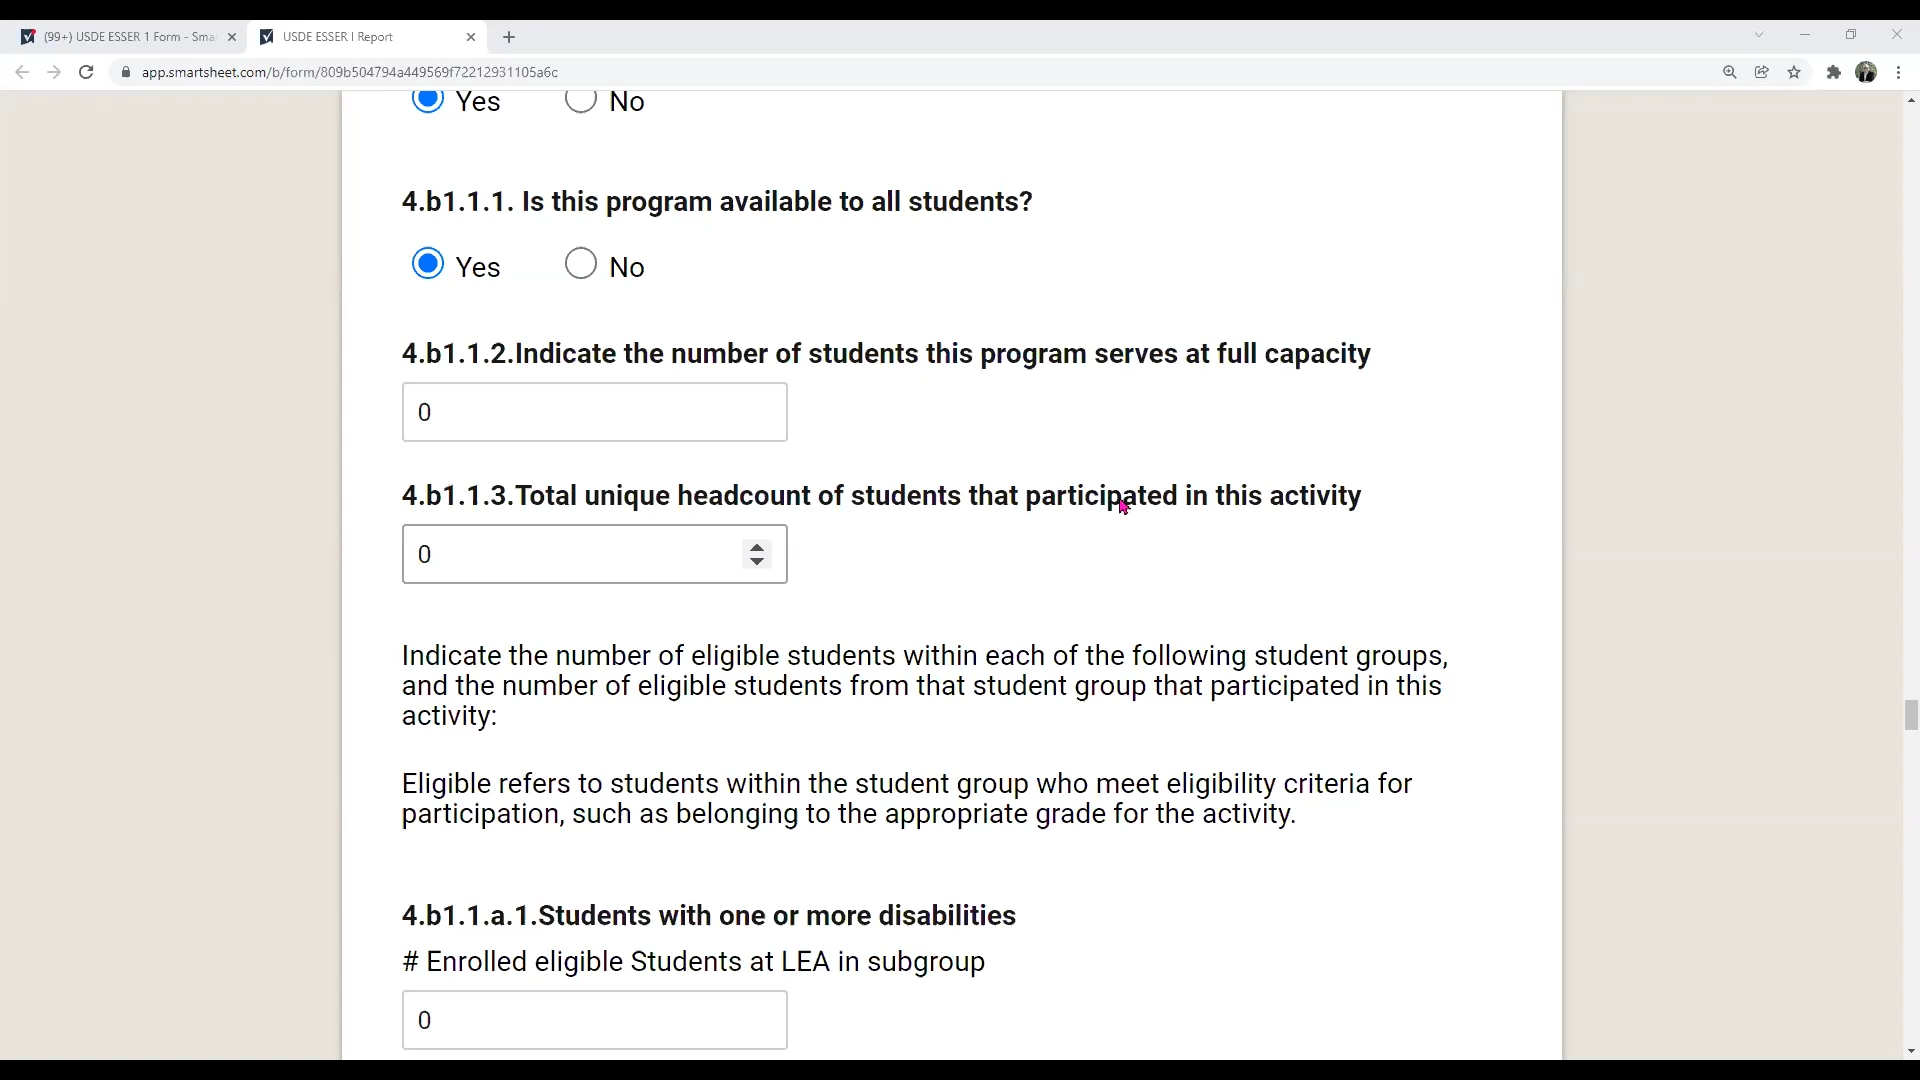 (99+) USDE ESSER 1 Form - Sma
USDE ESSER I Report
app.smartsheet.com/b/form/809b504794a449569f72212931105a6c
Yes No
4.b1.1.1. Is this program available to all students?
Yes No
4.b1.1.2.Indicate the number of students this program serves at full capacity
0
4.b1.1.3.Total unique headcount of students that participated in this activity
0
Indicate the number of eligible students within each of the following student groups,
and the number of eligible students from that student group that participated in this
activity:
Eligible refers to students within the student group who meet eligibility criteria for
participation, such as belonging to the appropriate grade for the activity.
4.b1.1.a.1.Students with one or more disabilities
# Enrolled eligible Students at LEA in subgroup
0